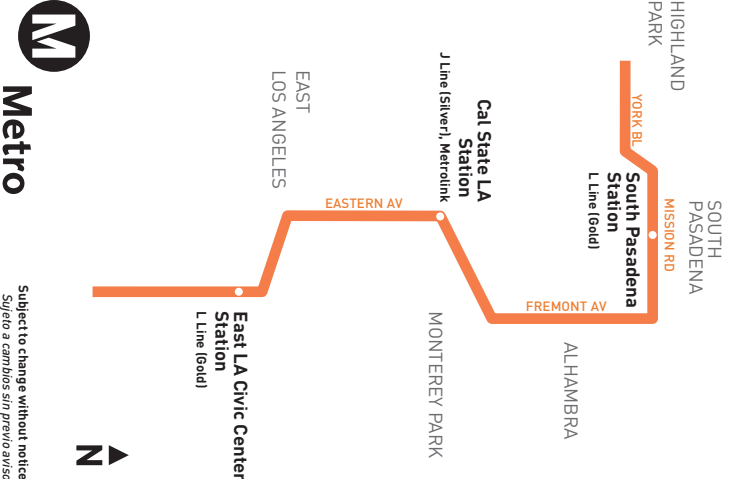 HIGHLAND
PARK
YORK BL
SOUTH
PASADENA
MISSION RD
South Pasadena
Station
L Line (Gold)
FREMONT AV
ALHAMBRA
Cal State LA
Station
J Line (Silver), Metrolink
EASTERN AV
MONTEREY PARK
EAST
LOS ANGELES
East LA Civic Center
Station
L Line (Gold)
M
Metro
N
Subject to change without notice
Sujeto a cambios sin previo aviso